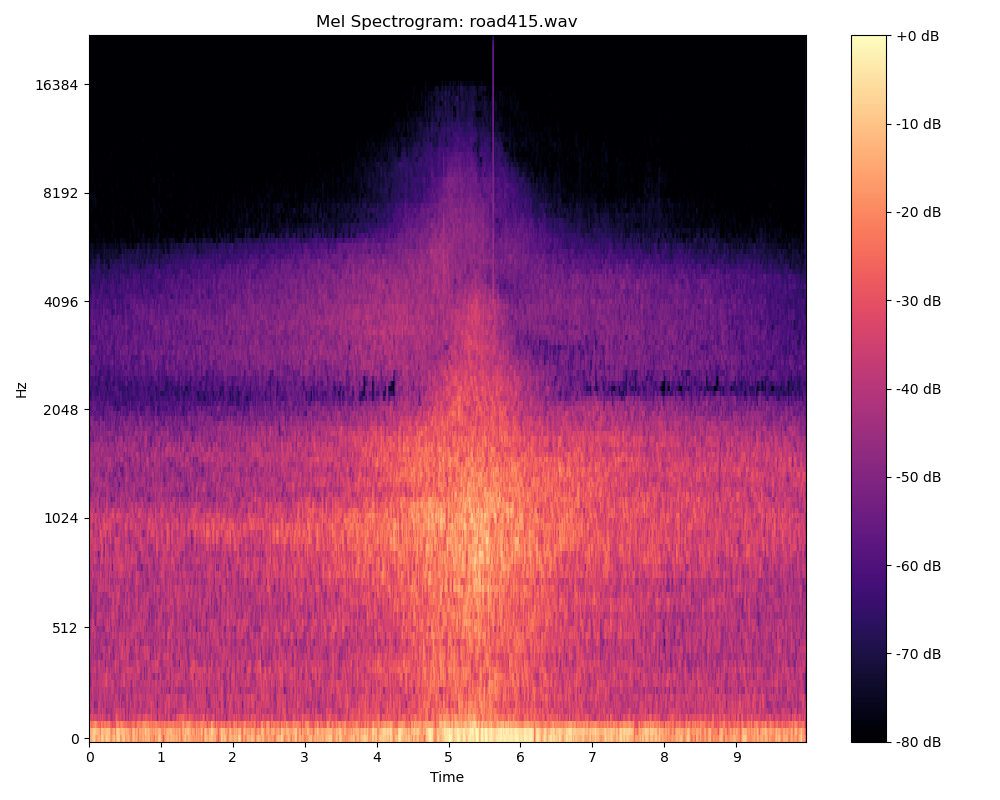 Mel Spectrogram: road415.wav
Hz
16384
8192
4096
2048
1024
512
0
0 1 2 3 4 5 6 7 8 9
Time
+0 dB
-10 dB
-20 dB
-30 dB
-40 dB
-50 dB
-60 dB
-70 dB
-80 dB